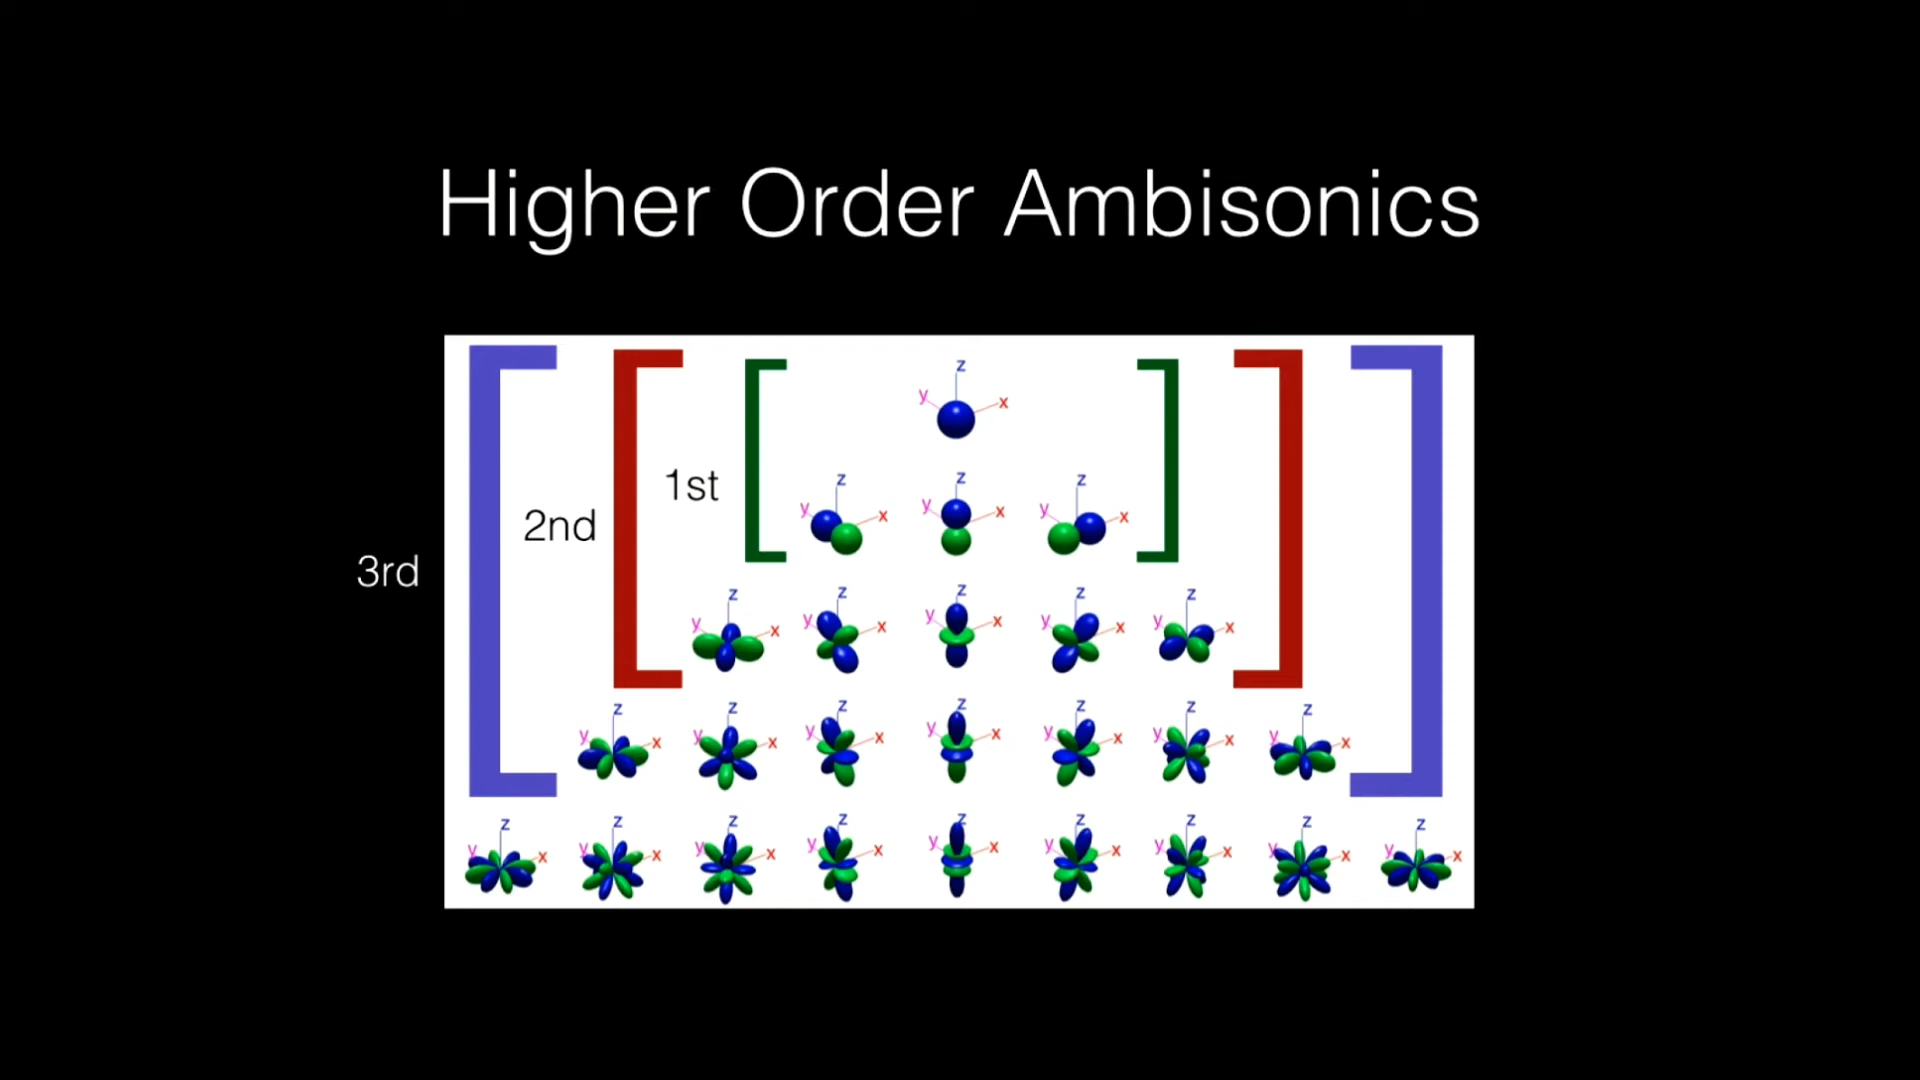 Higher Order Ambisonics
z
y x
1st
z z z
y x y x y x
2nd
3rd
z z z z z
y x y x y x y x y x
z z z z z z z
y x y x y x y x y x y x y x
z z z z z z z z z
y x y x y x y x y x y x y x y x y x